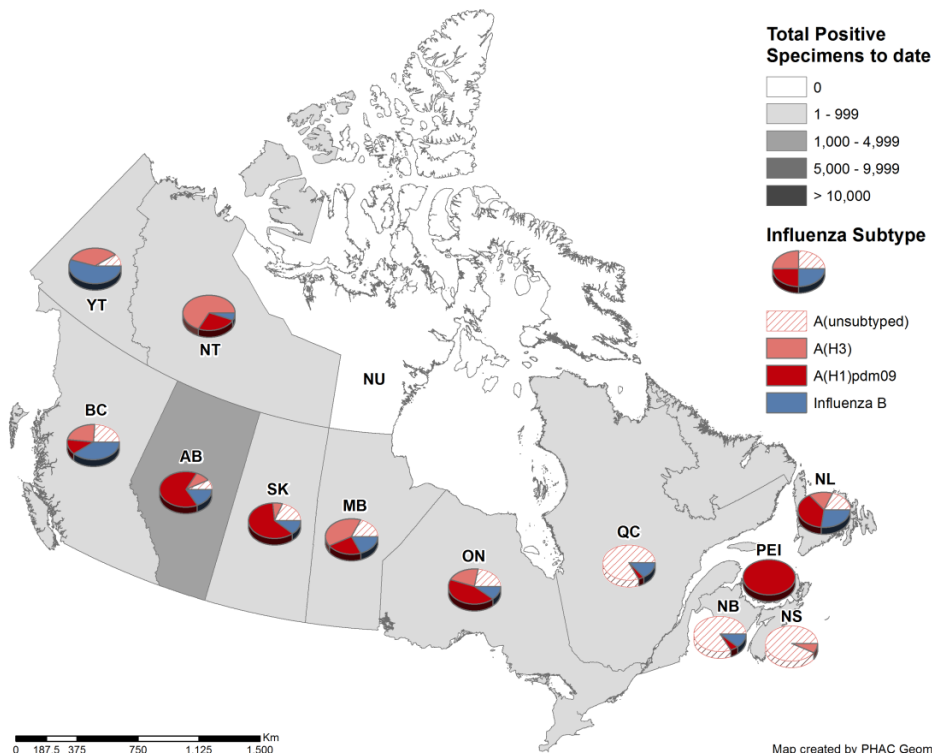 Total Positive
Specimens to date
0
1 - 999
1,000 - 4,999
5,000 - 9,999
> 10,000
Influenza Subtype
A(unsubtyped)
A(H3)
A(H1)pdm09
Influenza B
YT
NT
NU
BC
AB
SK
MB
ON
QC
NL
PEI
NB
NS
Km
0 187.5 375 750 1,125 1,500
Map created by PHAC Geom